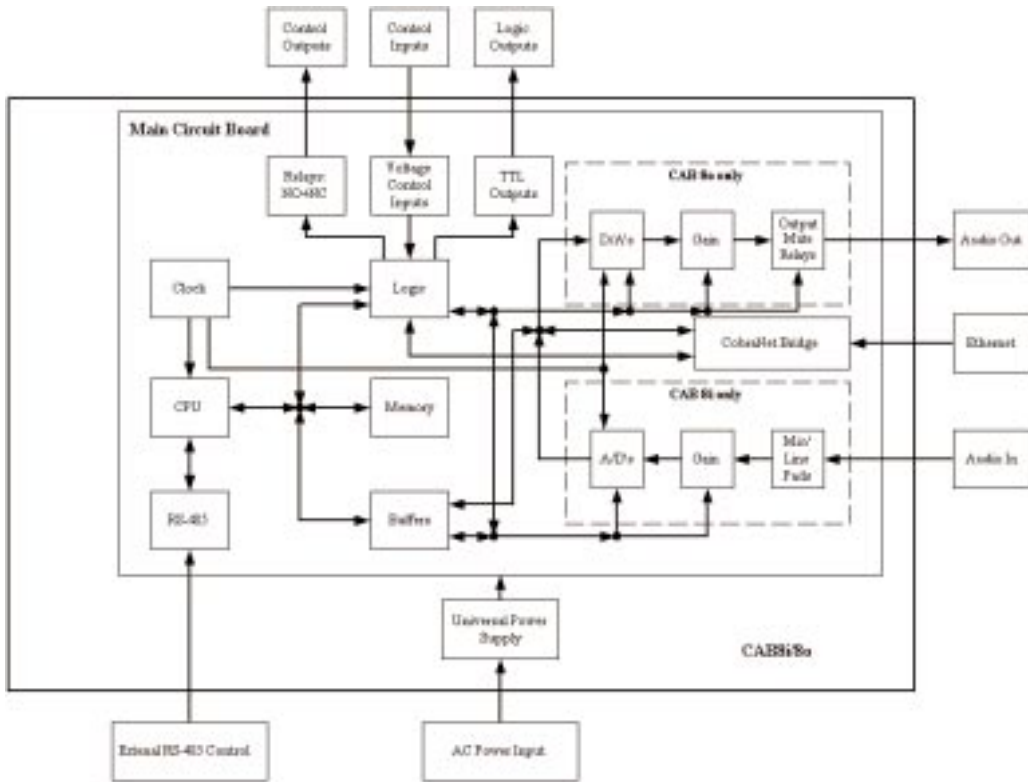 Control
Outputs
Control
Inputs
Logic
Outputs
Main Circuit Board
Relays:
Voltage
Control
Inputs
TTL
Outputs
CAB 8o only
D/A's
Gain
Output
Mute
Relays
Audio Out
Clock
Logic
CobraNet Bridge
Ethernet
CPU
Memory
CAB 8i only
A/D's
Gain
Mic/
Line
Pads
Audio In
RS-485
Buffers
Universal Power
Supply
CAB8i/8o
RS-485 Control
AC Power Input